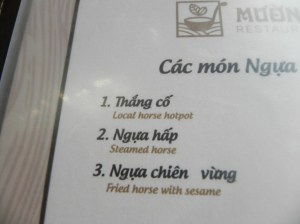 MƯỜN
RESTAUR
Các món Ngựa
1. Thắng cố
Local horse hotpot
2. Ngựa hấp
Steamed horse
3. Ngựa chiên vừng
Fried horse with sesame